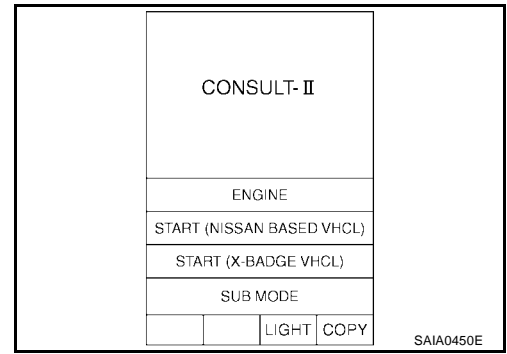 CONSULT-II
ENGINE
START (NISSAN BASED VHCL)
START (X-BADGE VHCL)
SUB MODE
LIGHT COPY
SAIA0450E